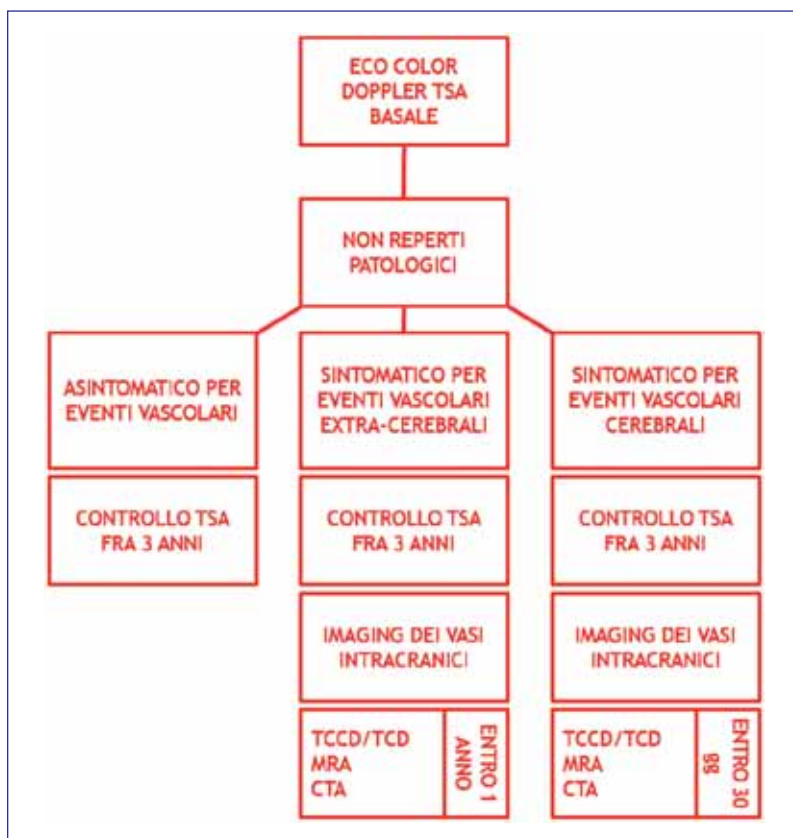 ECO COLOR
DOPPLER TSA
BASALE
NON REPERTI
PATOLOGICI
ASINTOMATICO PER
EVENTI VASCOLARI
SINTOMATICO PER
EVENTI VASCOLARI
EXTRA-CEREBRALI
SINTOMATICO PER
EVENTI VASCOLARI
CEREBRALI
CONTROLLO TSA
FRA 3 ANNI
CONTROLLO TSA
FRA 3 ANNI
CONTROLLO TSA
FRA 3 ANNI
IMAGING DEI VASI
INTRACRANICI
IMAGING DEI VASI
INTRACRANICI
TCCD/TCD
MRA
CTA
ENTRO 1
ANNO
TCCD/TCD
MRA
CTA
ENTRO 30
gg